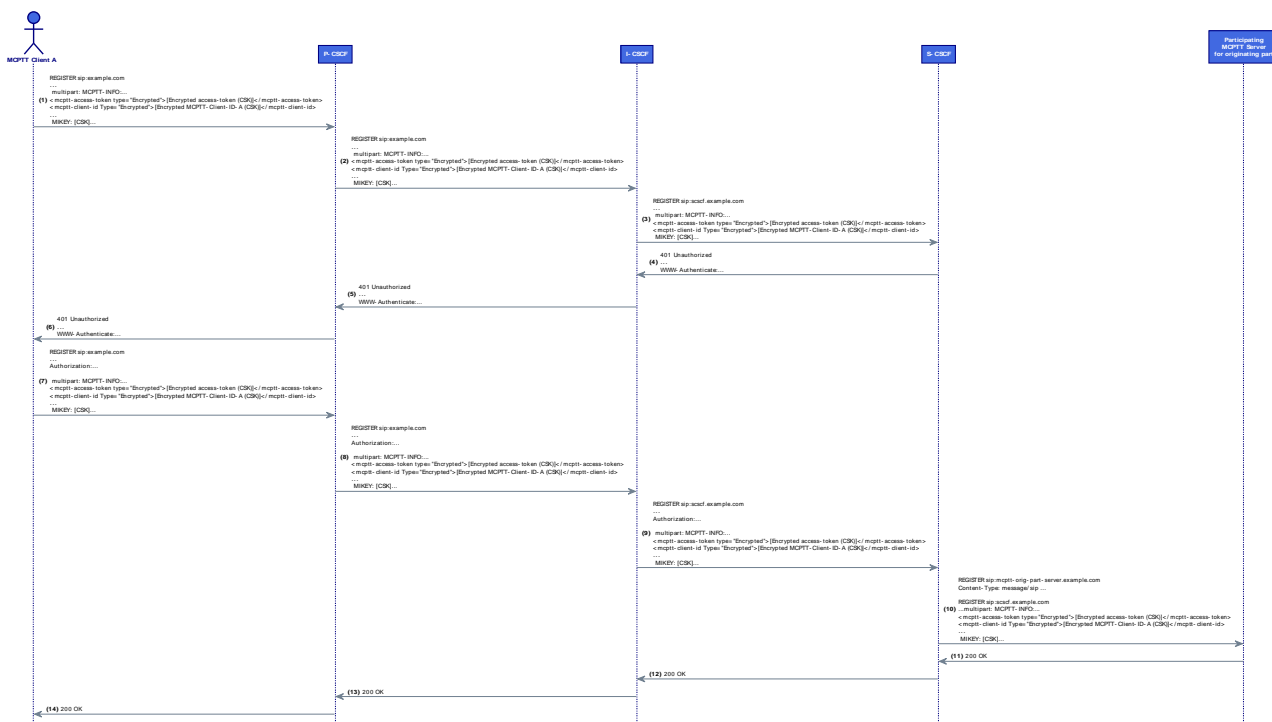 MCPTT Client A
P- CSCF
I- CSCF
S- CSCF
Participating
MCPTT Server
for originating part
REGISTER sip:example.com
...
multipart: MCPTT- INFO:...
(1) <mcptt-access-token type="Encrypted">[Encrypted access-token (CSK)]</mcptt-access-token>
<mcptt-client-id Type="Encrypted">[Encrypted MCPTT-Client-ID-A (CSK)]</mcptt-client-id>
...
MIKEY: [CSK]...
REGISTER sip:example.com
...
multipart: MCPTT- INFO:...
(2) <mcptt-access-token type="Encrypted">[Encrypted access-token (CSK)]</mcptt-access-token>
<mcptt-client-id Type="Encrypted">[Encrypted MCPTT-Client-ID-A (CSK)]</mcptt-client-id>
...
MIKEY: [CSK]...
REGISTER sip:scscf.example.com
...
multipart: MCPTT- INFO:...
(3) <mcptt-access-token type="Encrypted">[Encrypted access-token (CSK)]</mcptt-access-token>
<mcptt-client-id Type="Encrypted">[Encrypted MCPTT-Client-ID-A (CSK)]</mcptt-client-id>
MIKEY: [CSK]...
401 Unauthorized
(4) ...
WWW-Authenticate:...
401 Unauthorized
(5) ...
WWW-Authenticate:...
401 Unauthorized
(6) ...
WWW-Authenticate:...
REGISTER sip:example.com
...
Authorization:...
(7) multipart: MCPTT- INFO:...
<mcptt-access-token type="Encrypted">[Encrypted access-token (CSK)]</mcptt-access-token>
<mcptt-client-id Type="Encrypted">[Encrypted MCPTT-Client-ID-A (CSK)]</mcptt-client-id>
...
MIKEY: [CSK]...
REGISTER sip:example.com
...
Authorization:...
(8) multipart: MCPTT- INFO:...
<mcptt-access-token type="Encrypted">[Encrypted access-token (CSK)]</mcptt-access-token>
<mcptt-client-id Type="Encrypted">[Encrypted MCPTT-Client-ID-A (CSK)]</mcptt-client-id>
...
MIKEY: [CSK]...
REGISTER sip:scscf.example.com
...
Authorization:...
(9) multipart: MCPTT- INFO:...
<mcptt-access-token type="Encrypted">[Encrypted access-token (CSK)]</mcptt-access-token>
<mcptt-client-id Type="Encrypted">[Encrypted MCPTT-Client-ID-A (CSK)]</mcptt-client-id>
...
MIKEY: [CSK]...
REGISTER sip:mcptt-orig-part-server.example.com
Content-Type: message/sip ...
REGISTER sip:scscf.example.com
(10) ...multipart: MCPTT- INFO:...
<mcptt-access-token type="Encrypted">[Encrypted access-token (CSK)]</mcptt-access-token>
<mcptt-client-id Type="Encrypted">[Encrypted MCPTT-Client-ID-A (CSK)]</mcptt-client-id>
...
MIKEY: [CSK]...
(11) 200 OK
(12) 200 OK
(13) 200 OK
(14) 200 OK